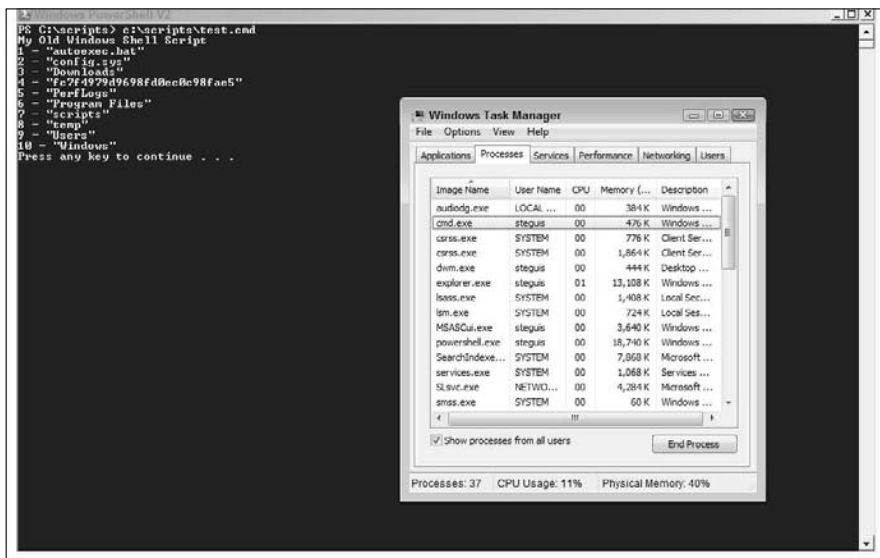 Windows PowerShell V2
PS C:\scripts> c:\scripts\test.cmd
My Old Windows Shell Script
1 - "autoexec.bat"
2 - "config.sys"
3 - "Downloads"
4 - "fc7f4979d9698fd0ec0c98fae5"
5 - "PerfLogs"
6 - "Program Files"
7 - "scripts"
8 - "temp"
9 - "Users"
10 - "Windows"
Press any key to continue . . .
Windows Task Manager
File Options View Help
Applications Processes Services Performance Networking Users
Image Name User Name CPU Memory (... Description
audiodg.exe LOCAL ... 00 384 K Windows ...
cmd.exe steguis 00 476 K Windows ...
csrss.exe SYSTEM 00 776 K Client Ser...
csrss.exe SYSTEM 00 1,864 K Client Ser...
dwm.exe steguis 00 444 K Desktop ...
explorer.exe steguis 01 13,108 K Windows ...
lsass.exe SYSTEM 00 1,408 K Local Sec...
lsm.exe SYSTEM 00 724 K Local Ses...
MSASCui.exe steguis 00 3,640 K Windows ...
powershell.exe steguis 00 18,740 K Windows ...
SearchIndexe... SYSTEM 00 7,868 K Microsoft ...
services.exe SYSTEM 00 1,068 K Services ...
SLsvc.exe NETWO... 00 4,284 K Microsoft ...
smss.exe SYSTEM 00 60 K Windows ...
Show processes from all users
End Process
Processes: 37 CPU Usage: 11% Physical Memory: 40%